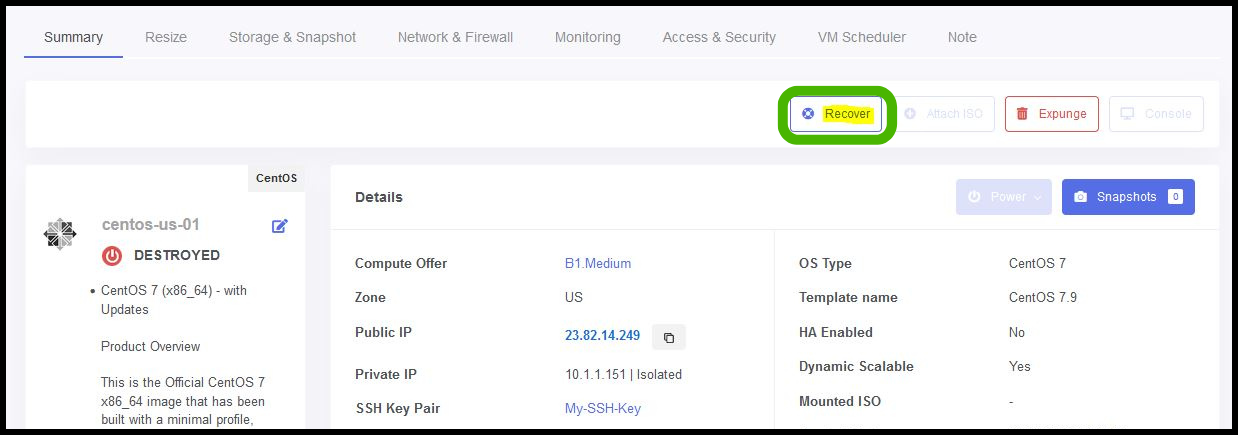 Summary Resize Storage & Snapshot Network & Firewall Monitoring Access & Security VM Scheduler Note
Recover Attach ISO Expunge Console
CentOS
centos-us-01
DESTROYED
• CentOS 7 (x86_64) - with
Updates
Product Overview
This is the Official CentOS 7
x86_64 image that has been
built with a minimal profile,
Details Power Snapshots 0
Compute Offer B1.Medium
Zone US
Public IP 23.82.14.249
Private IP 10.1.1.151 | Isolated
SSH Key Pair My-SSH-Key
OS Type CentOS 7
Template name CentOS 7.9
HA Enabled No
Dynamic Scalable Yes
Mounted ISO -